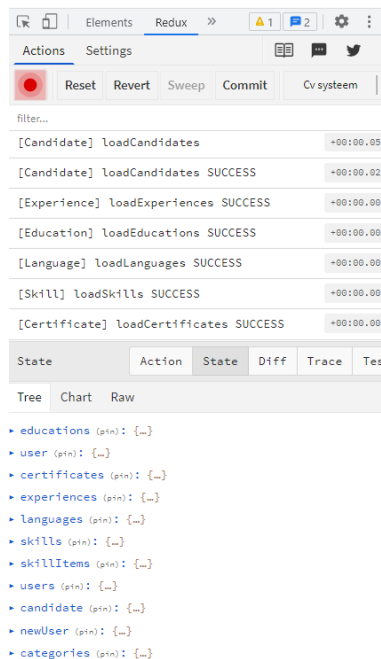 Elements Redux » 1 2
Actions Settings
Reset Revert Sweep Commit Cv systeem
filter…
[Candidate] loadCandidates +00:00.05
[Candidate] loadCandidates SUCCESS +00:00.02
[Experience] loadExperiences SUCCESS +00:00.00
[Education] loadEducations SUCCESS +00:00.00
[Language] loadLanguages SUCCESS +00:00.00
[Skill] loadSkills SUCCESS +00:00.00
[Certificate] loadCertificates SUCCESS +00:00.00
State Action State Diff Trace Tes
Tree Chart Raw
educations (pin): {…}
user (pin): {…}
certificates (pin): {…}
experiences (pin): {…}
languages (pin): {…}
skills (pin): {…}
skillItems (pin): {…}
users (pin): {…}
candidate (pin): {…}
newUser (pin): {…}
categories (pin): {…}